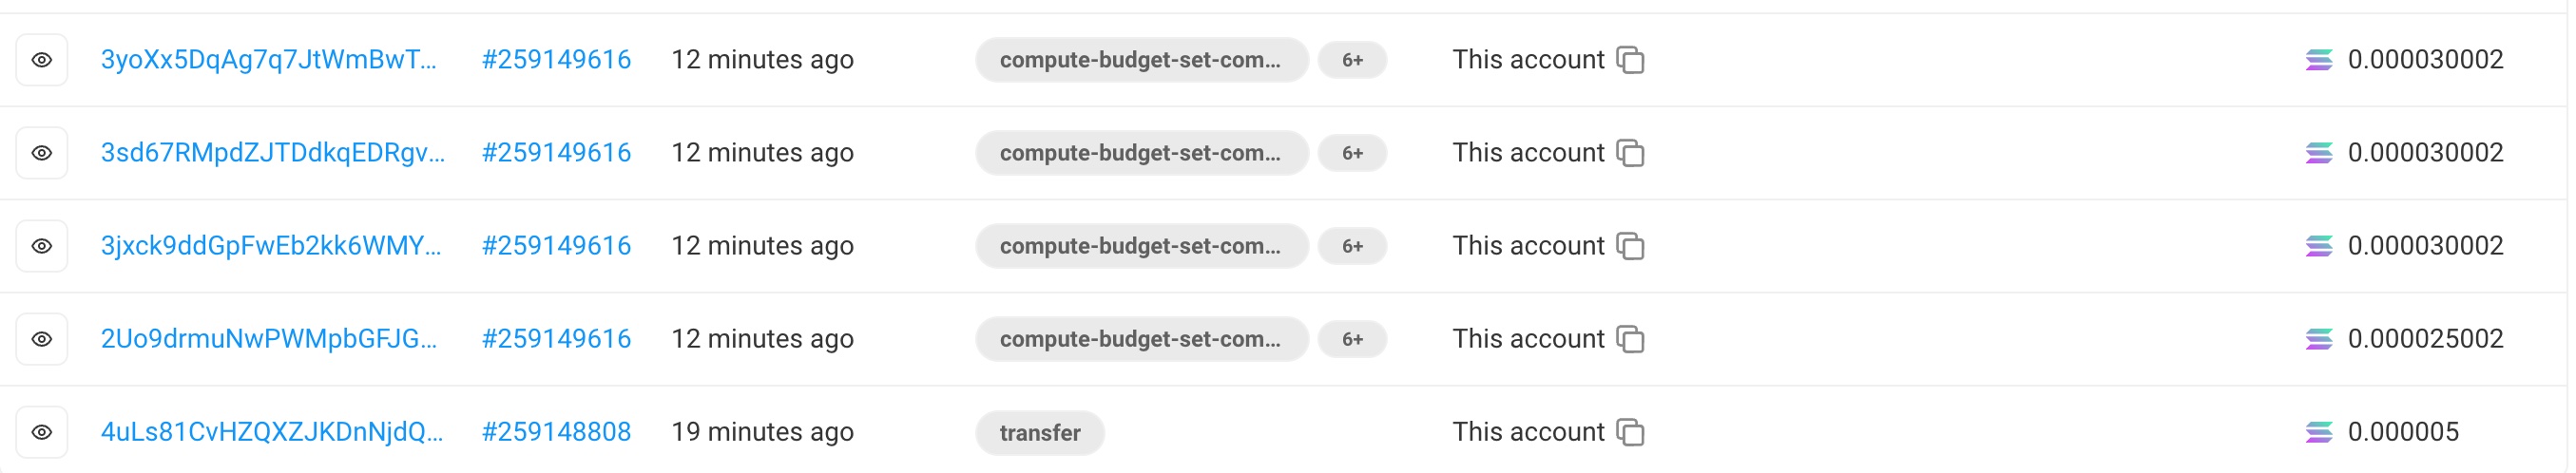 3yoXx5DqAg7q7JtWmBwT... #259149616 12 minutes ago compute-budget-set-com... 6+ This account 0.000030002
3sd67RMpdZJTDdkqEDRgv... #259149616 12 minutes ago compute-budget-set-com... 6+ This account 0.000030002
3jxck9ddGpFwEb2kk6WMY... #259149616 12 minutes ago compute-budget-set-com... 6+ This account 0.000030002
2Uo9drmuNwPWMpbGFJG... #259149616 12 minutes ago compute-budget-set-com... 6+ This account 0.000025002
4uLs81CvHZQXZJKDnNjdQ... #259148808 19 minutes ago transfer This account 0.000005